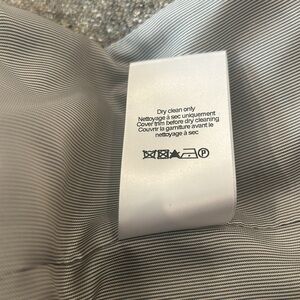 Dry clean only
Nettoyage à sec uniquement
Cover trim before dry cleaning
Couvrir la garniture avant le
nettoyage à sec
P